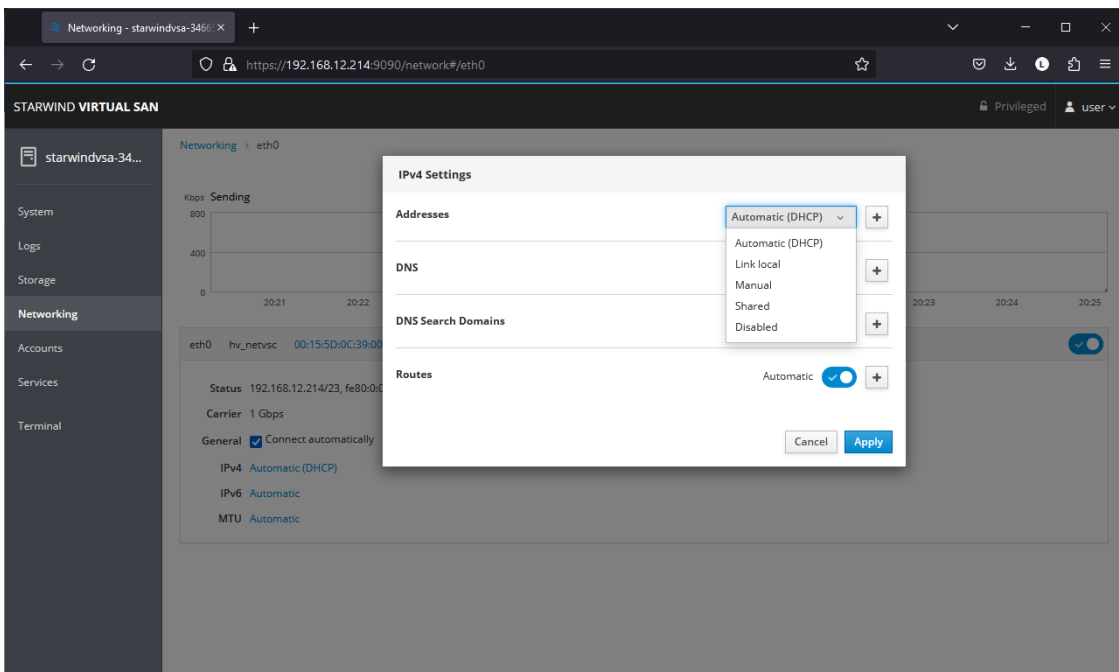 Networking - starwindvsa-3466
https://192.168.12.214:9090/network#/eth0
L
STARWIND VIRTUAL SAN
Privileged
user
starwindvsa-34...
System
Logs
Storage
Networking
Accounts
Services
Terminal
Networking > eth0
Kbps Sending
800
400
0
20:21 20:22 20:23 20:24 20:25
eth0 hv_netvsc 00:15:5D:0C:39:00
Status 192.168.12.214/23, fe80:0:0
Carrier 1 Gbps
General Connect automatically
IPv4 Automatic (DHCP)
IPv6 Automatic
MTU Automatic
IPv4 Settings
Addresses Automatic (DHCP) +
Automatic (DHCP)
Link local
Manual
Shared
Disabled
DNS +
DNS Search Domains +
Routes Automatic +
Cancel Apply